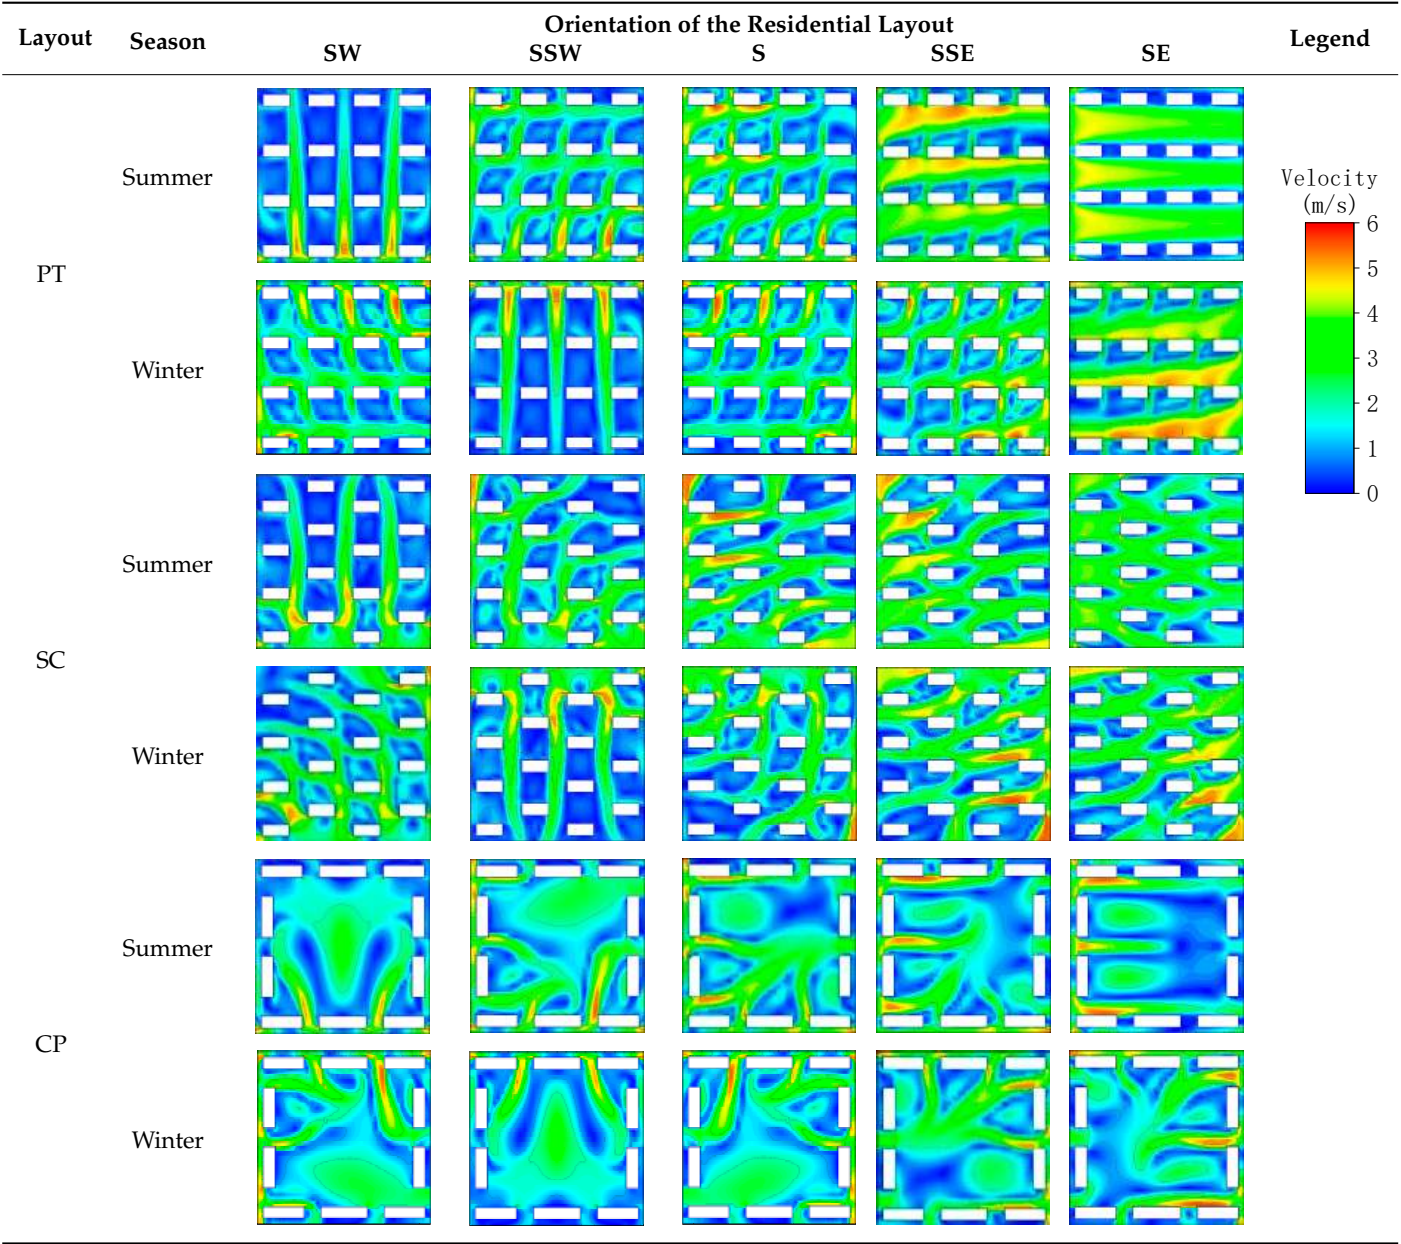 Orientation of the Residential Layout
Layout Season SW SSW S SSE SE Legend
Summer
Velocity
(m/s)
6
5
4
3
2
1
0
PT
Winter
Summer
SC
Winter
Summer
CP
Winter